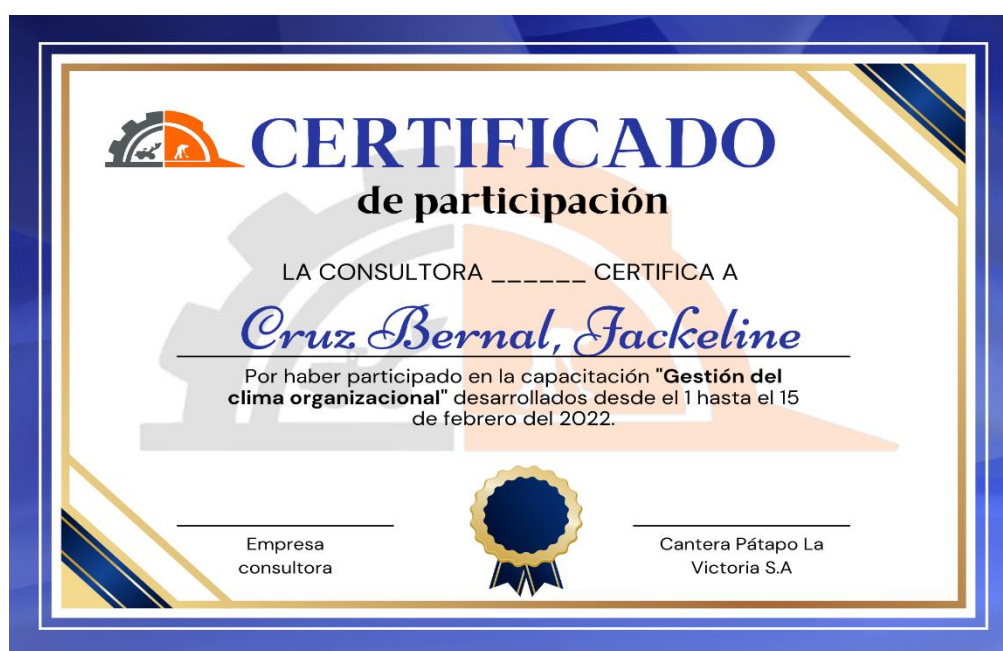 CERTIFICADO
de participación
LA CONSULTORA ______ CERTIFICA A
Cruz Bernal, Jackeline
Por haber participado en la capacitación "Gestión del
clima organizacional" desarrollados desde el 1 hasta el 15
de febrero del 2022.
Empresa
consultora
Cantera Pátapo La
Victoria S.A